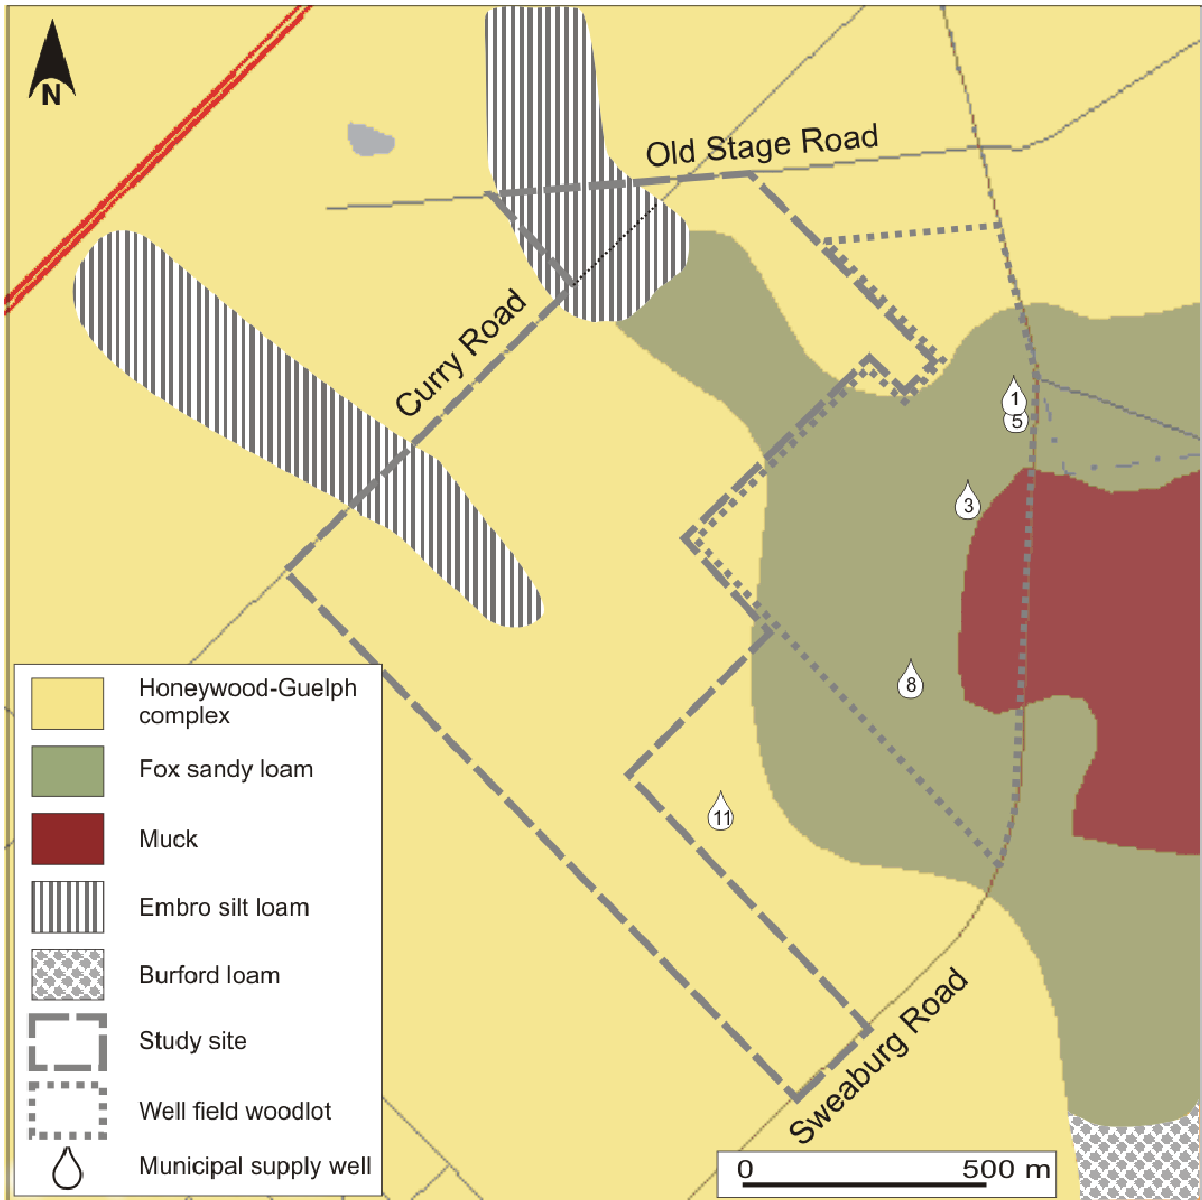 N
Old Stage Road
Curry Road
1
5
3
8
11
Sweaburg Road
Honeywood-Guelph
complex
Fox sandy loam
Muck
Embro silt loam
Burford loam
Study site
Well field woodlot
Municipal supply well
0 500 m